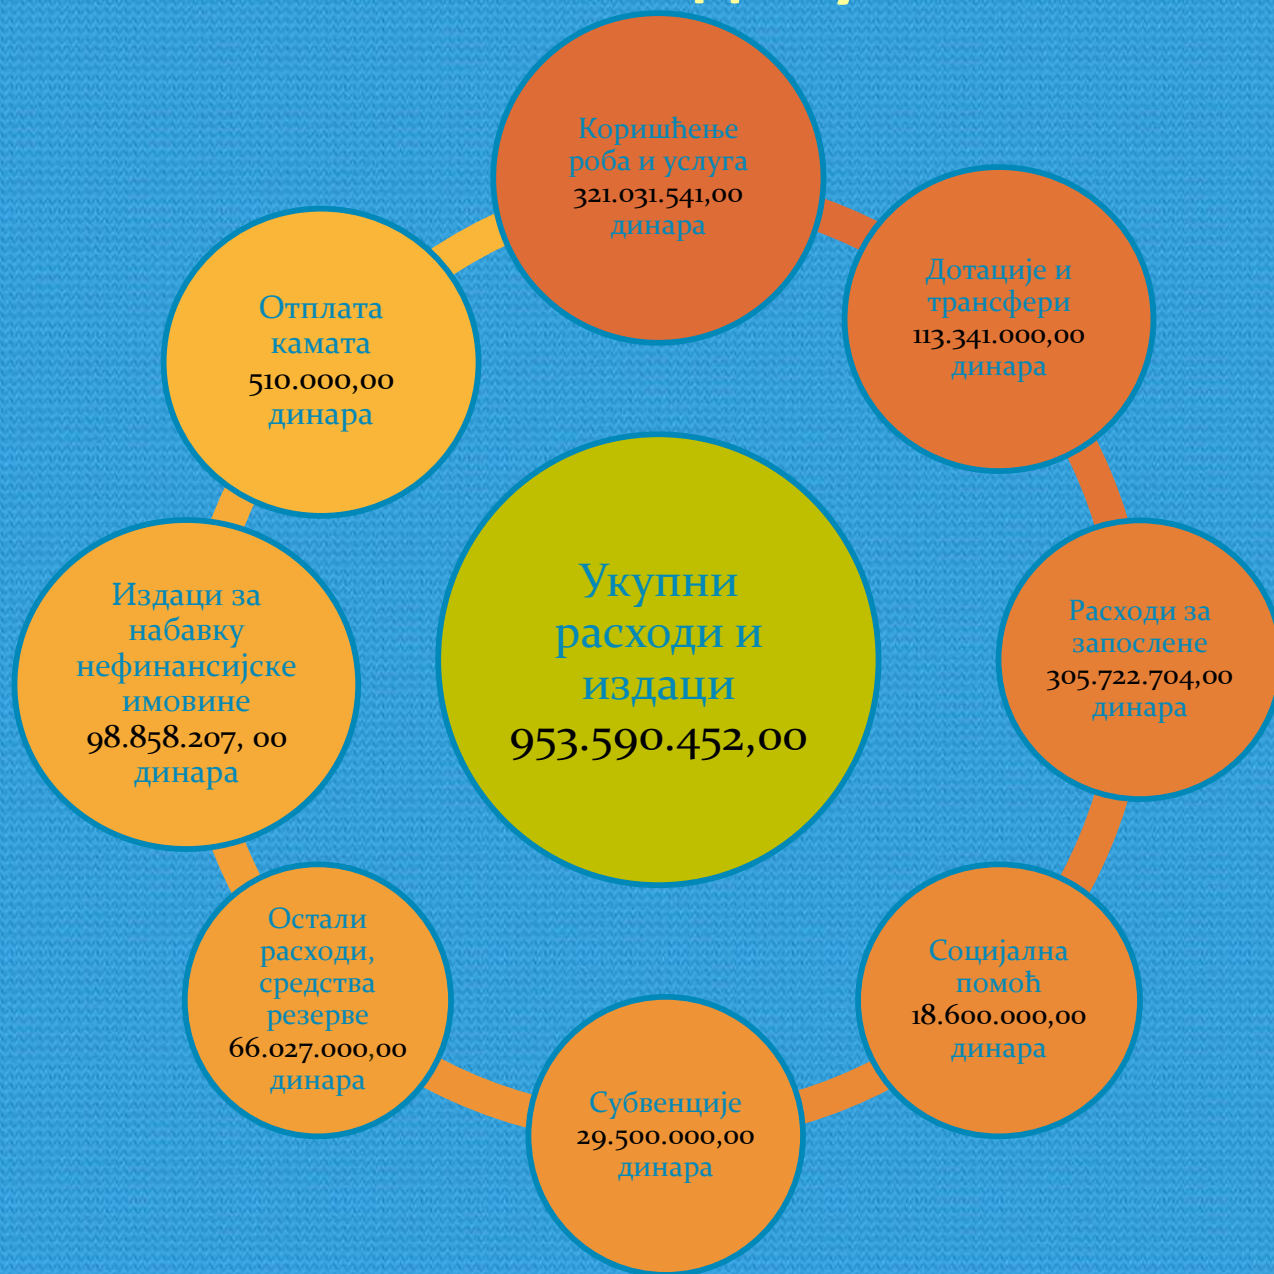 Коришћење
роба и услуга
321.031.541,00
динара
Дотације и
трансфери
113.341.000,00
динара
Расходи за
запослене
305.722.704,00
динара
Социјална
помоћ
18.600.000,00
динара
Субвенције
29.500.000,00
динара
Остали
расходи,
средства
резерве
66.027.000,00
динара
Издаци за
набавку
нефинансијске
имовине
98.858.207, 00
динара
Отплата
камата
510.000,00
динара
Укупни
расходи и
издаци
953.590.452,00